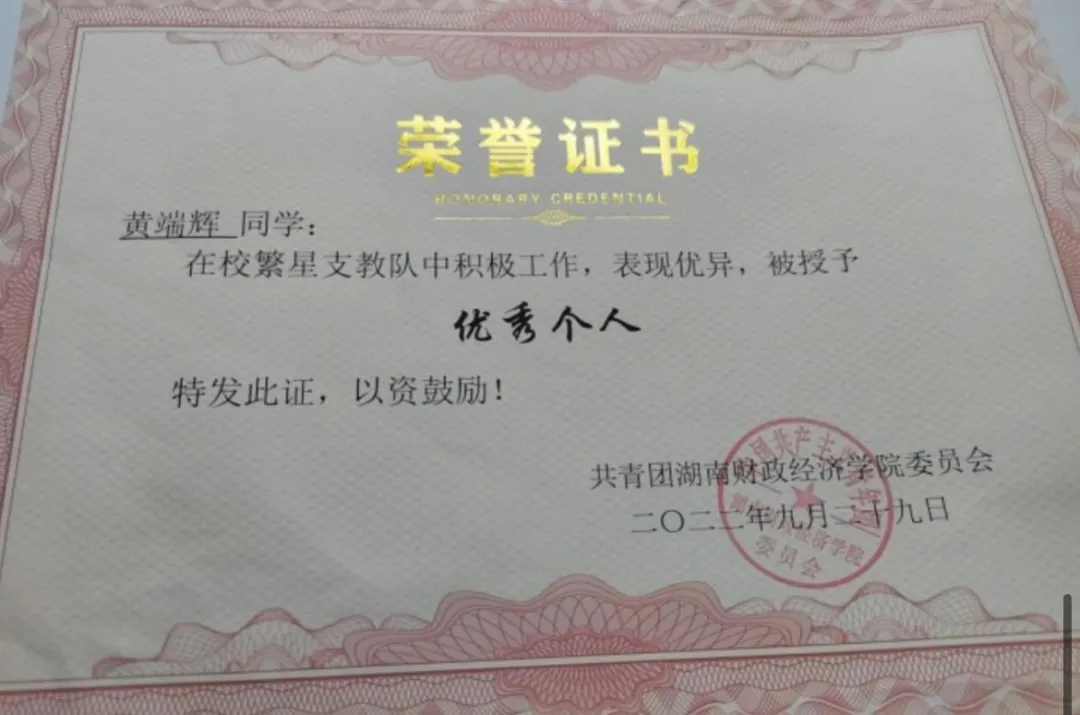 荣誉证书
HONORARY CREDENTIAL
黄端辉 同学：
在校繁星支教队中积极工作，表现优异，被授予
优秀个人
特发此证，以资鼓励！
共青团湖南财政经济学院委员会
二〇二二年九月二十九日
委员会